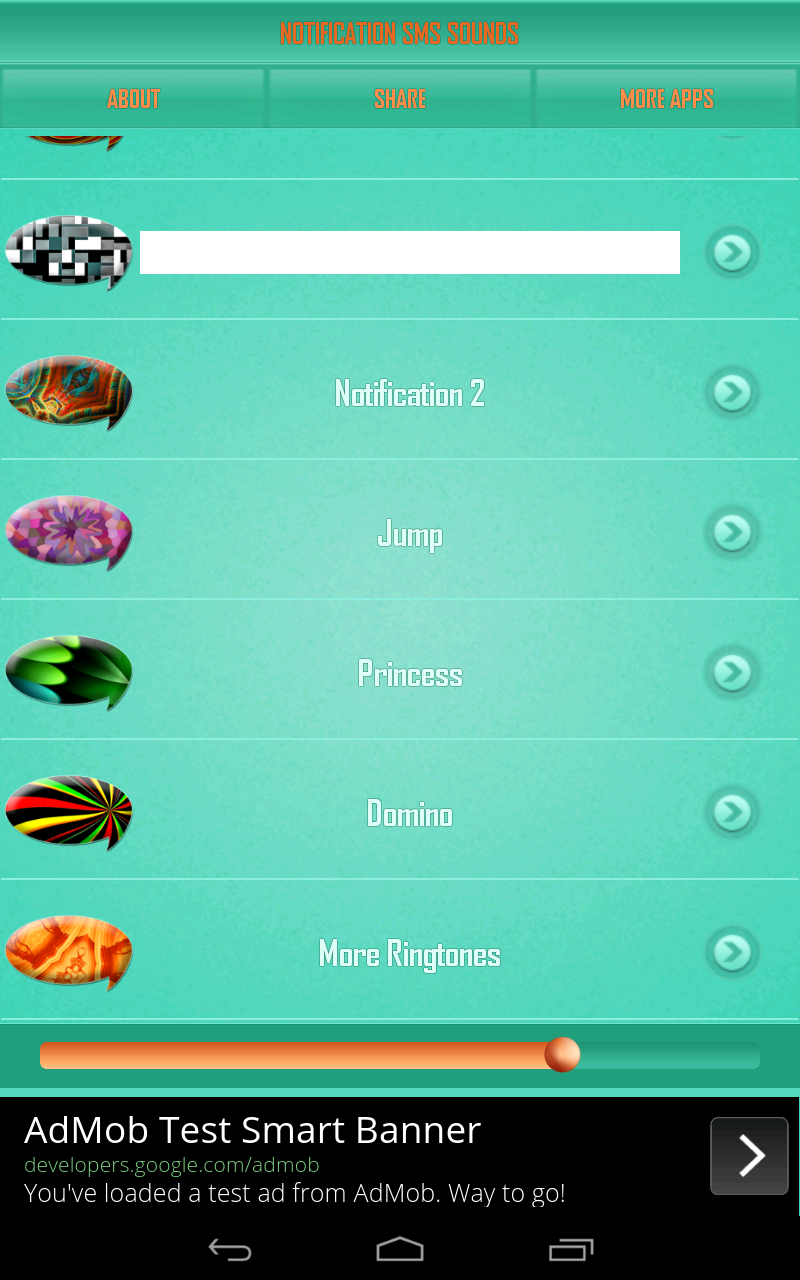 NOTIFICATION SMS SOUNDS
ABOUT
SHARE
MORE APPS
Notification 2
Jump
Princess
Domino
More Ringtones
AdMob Test Smart Banner
developers.google.com/admob
You've loaded a test ad from AdMob. Way to go!